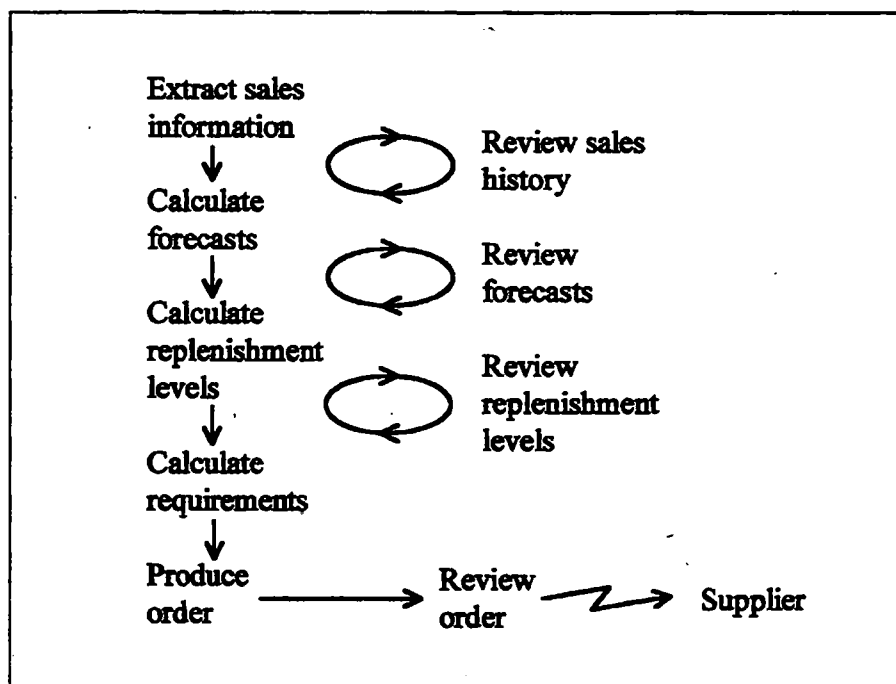 Extract sales
information
Review sales
history
Calculate
forecasts
Review
forecasts
Calculate
replenishment
levels
Review
replenishment
levels
Calculate
requirements
Produce
order
Review
order
Supplier